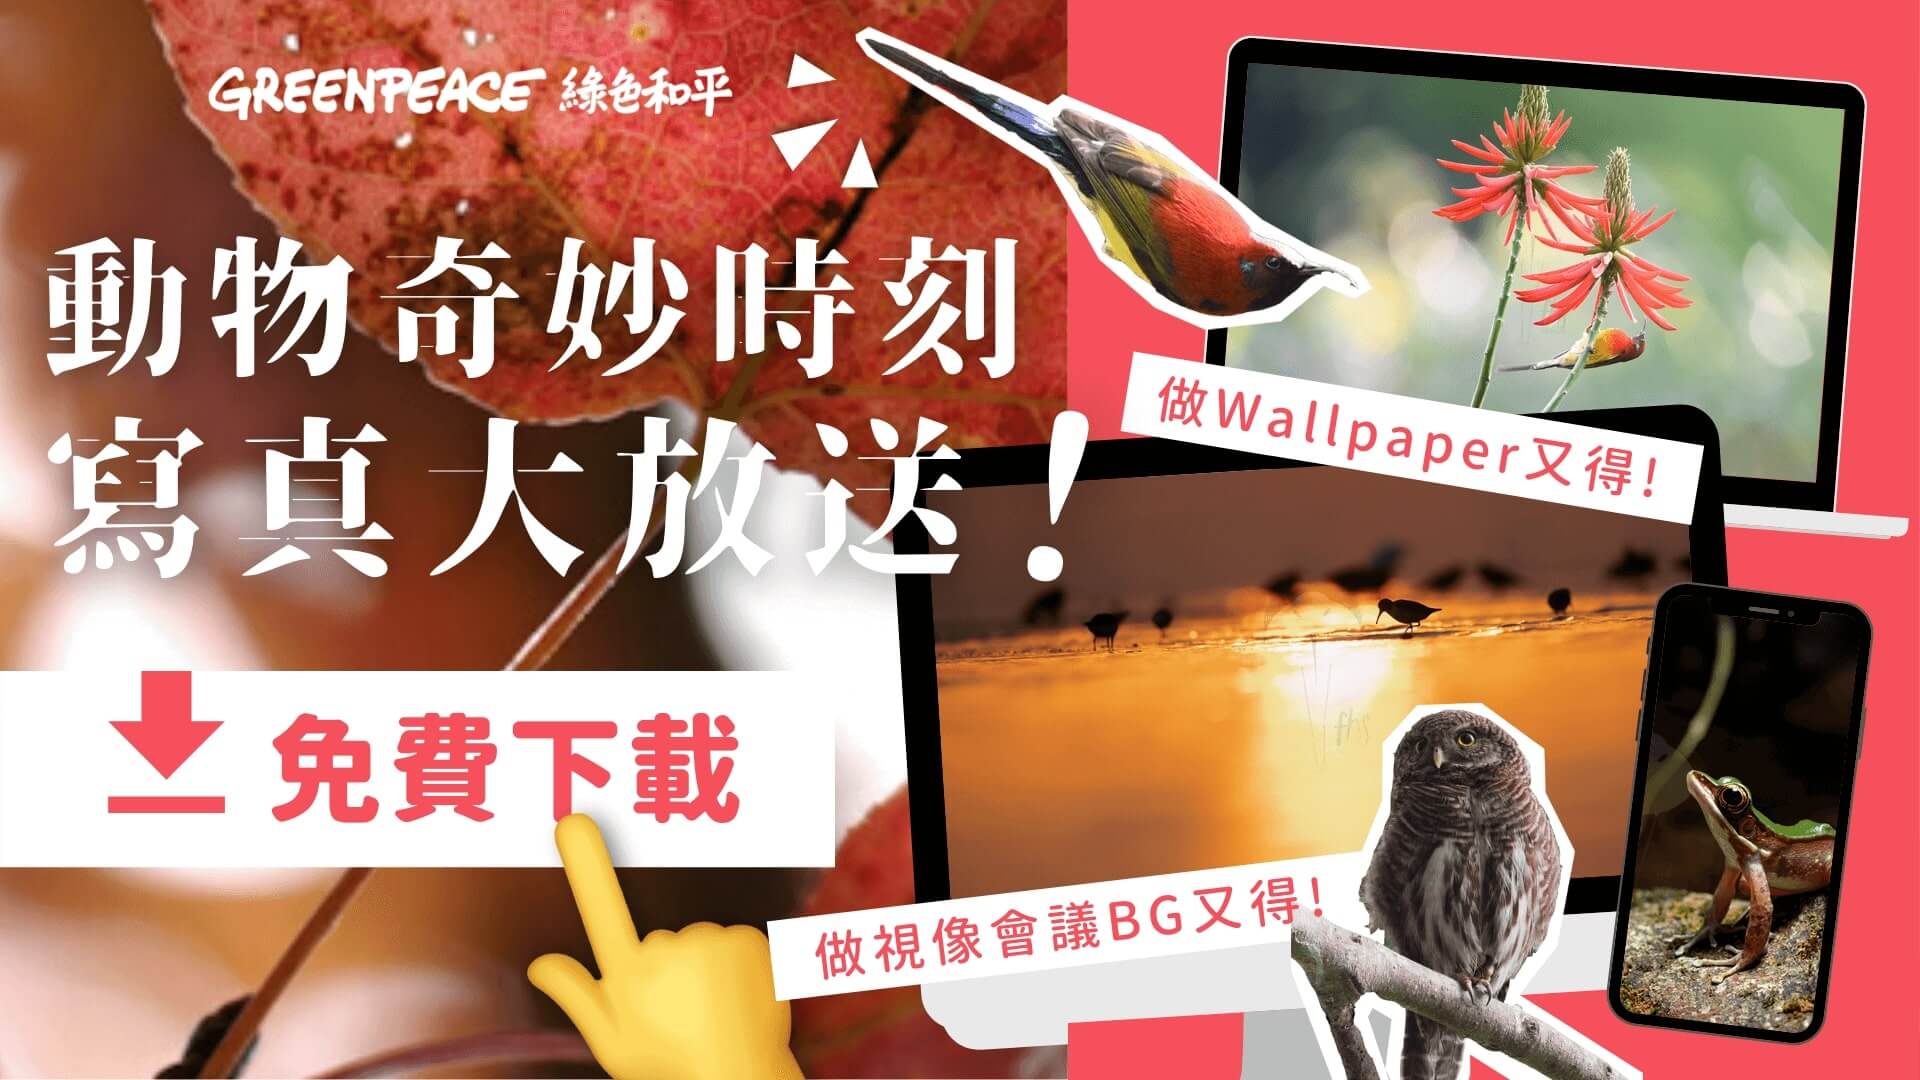 GREENPEACE 綠色和平
動物奇妙時刻
寫真大放送！
免費下載
做Wallpaper又得!
做視像會議BG又得!
fhs